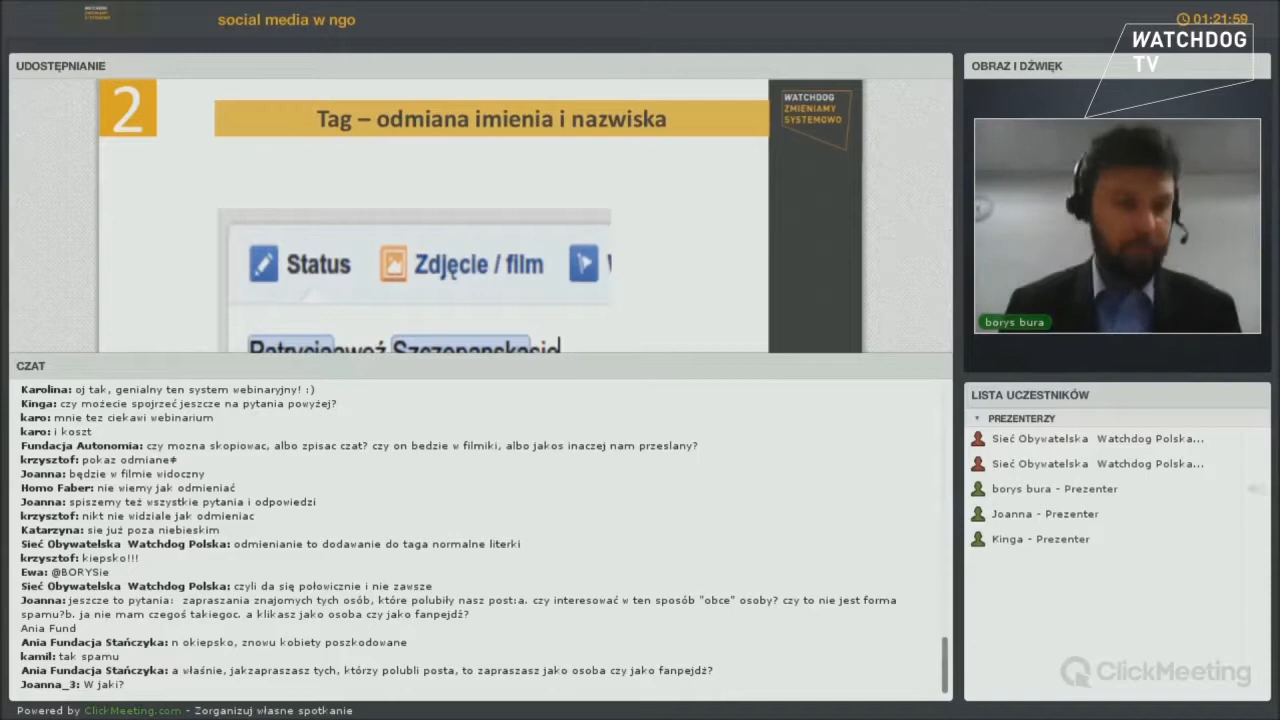 WATCHDOG
ZMIENIAMY
SYSTEMOWO
social media w ngo
01:21:59
WATCHDOG
TV
UDOSTĘPNIANIE
2
Tag – odmiana imienia i nazwiska
WATCHDOG
ZMIENIAMY
SYSTEMOWO
Status
Zdjęcie / film
CZAT
Karolina: oj tak, genialny ten system webinaryjny! :)
Kinga: czy możecie spojrzeć jeszcze na pytania powyżej?
karo: mnie tez ciekawi webinarium
karo: i koszt
Fundacja Autonomia: czy mozna skopiowac, albo zpisac czat? czy on bedzie w filmiki, albo jakos inaczej nam przeslany?
krzysztof: pokaz odmiane#
Joanna: będzie w filmie widoczny
Homo Faber: nie wiemy jak odmieniać
Joanna: spiszemy też wszystkie pytania i odpowiedzi
krzysztof: nikt nie widziale jak odmieniac
Katarzyna: sie już poza niebieskim
Sieć Obywatelska Watchdog Polska: odmienianie to dodawanie do taga normalne literki
krzysztof: kiepsko!!!
Ewa: @BORYSie
Sieć Obywatelska Watchdog Polska: czyli da się połowicznie i nie zawsze
Joanna: jeszcze to pytania: zapraszania znajomych tych osób, które polubiły nasz post:a. czy interesować w ten sposób "obce" osoby? czy to nie jest forma
spamu?b. ja nie mam czegoś takiegoc. a klikasz jako osoba czy jako fanpejdż?
Ania Fund
Ania Fundacja Stańczyka: n okiepsko, znowu kobiety poszkodowane
kamil: tak spamu
Ania Fundacja Stańczyka: a właśnie, jakzapraszasz tych, którzy polubli posta, to zapraszasz jako osoba czy jako fanpejdż?
Joanna_3: W jaki?
OBRAZ I DŹWIĘK
borys bura
LISTA UCZESTNIKÓW
PREZENTERZY
Sieć Obywatelska Watchdog Polska...
Sieć Obywatelska Watchdog Polska...
borys bura - Prezenter
Joanna - Prezenter
Kinga - Prezenter
ClickMeeting
Powered by ClickMeeting.com - Zorganizuj własne spotkanie